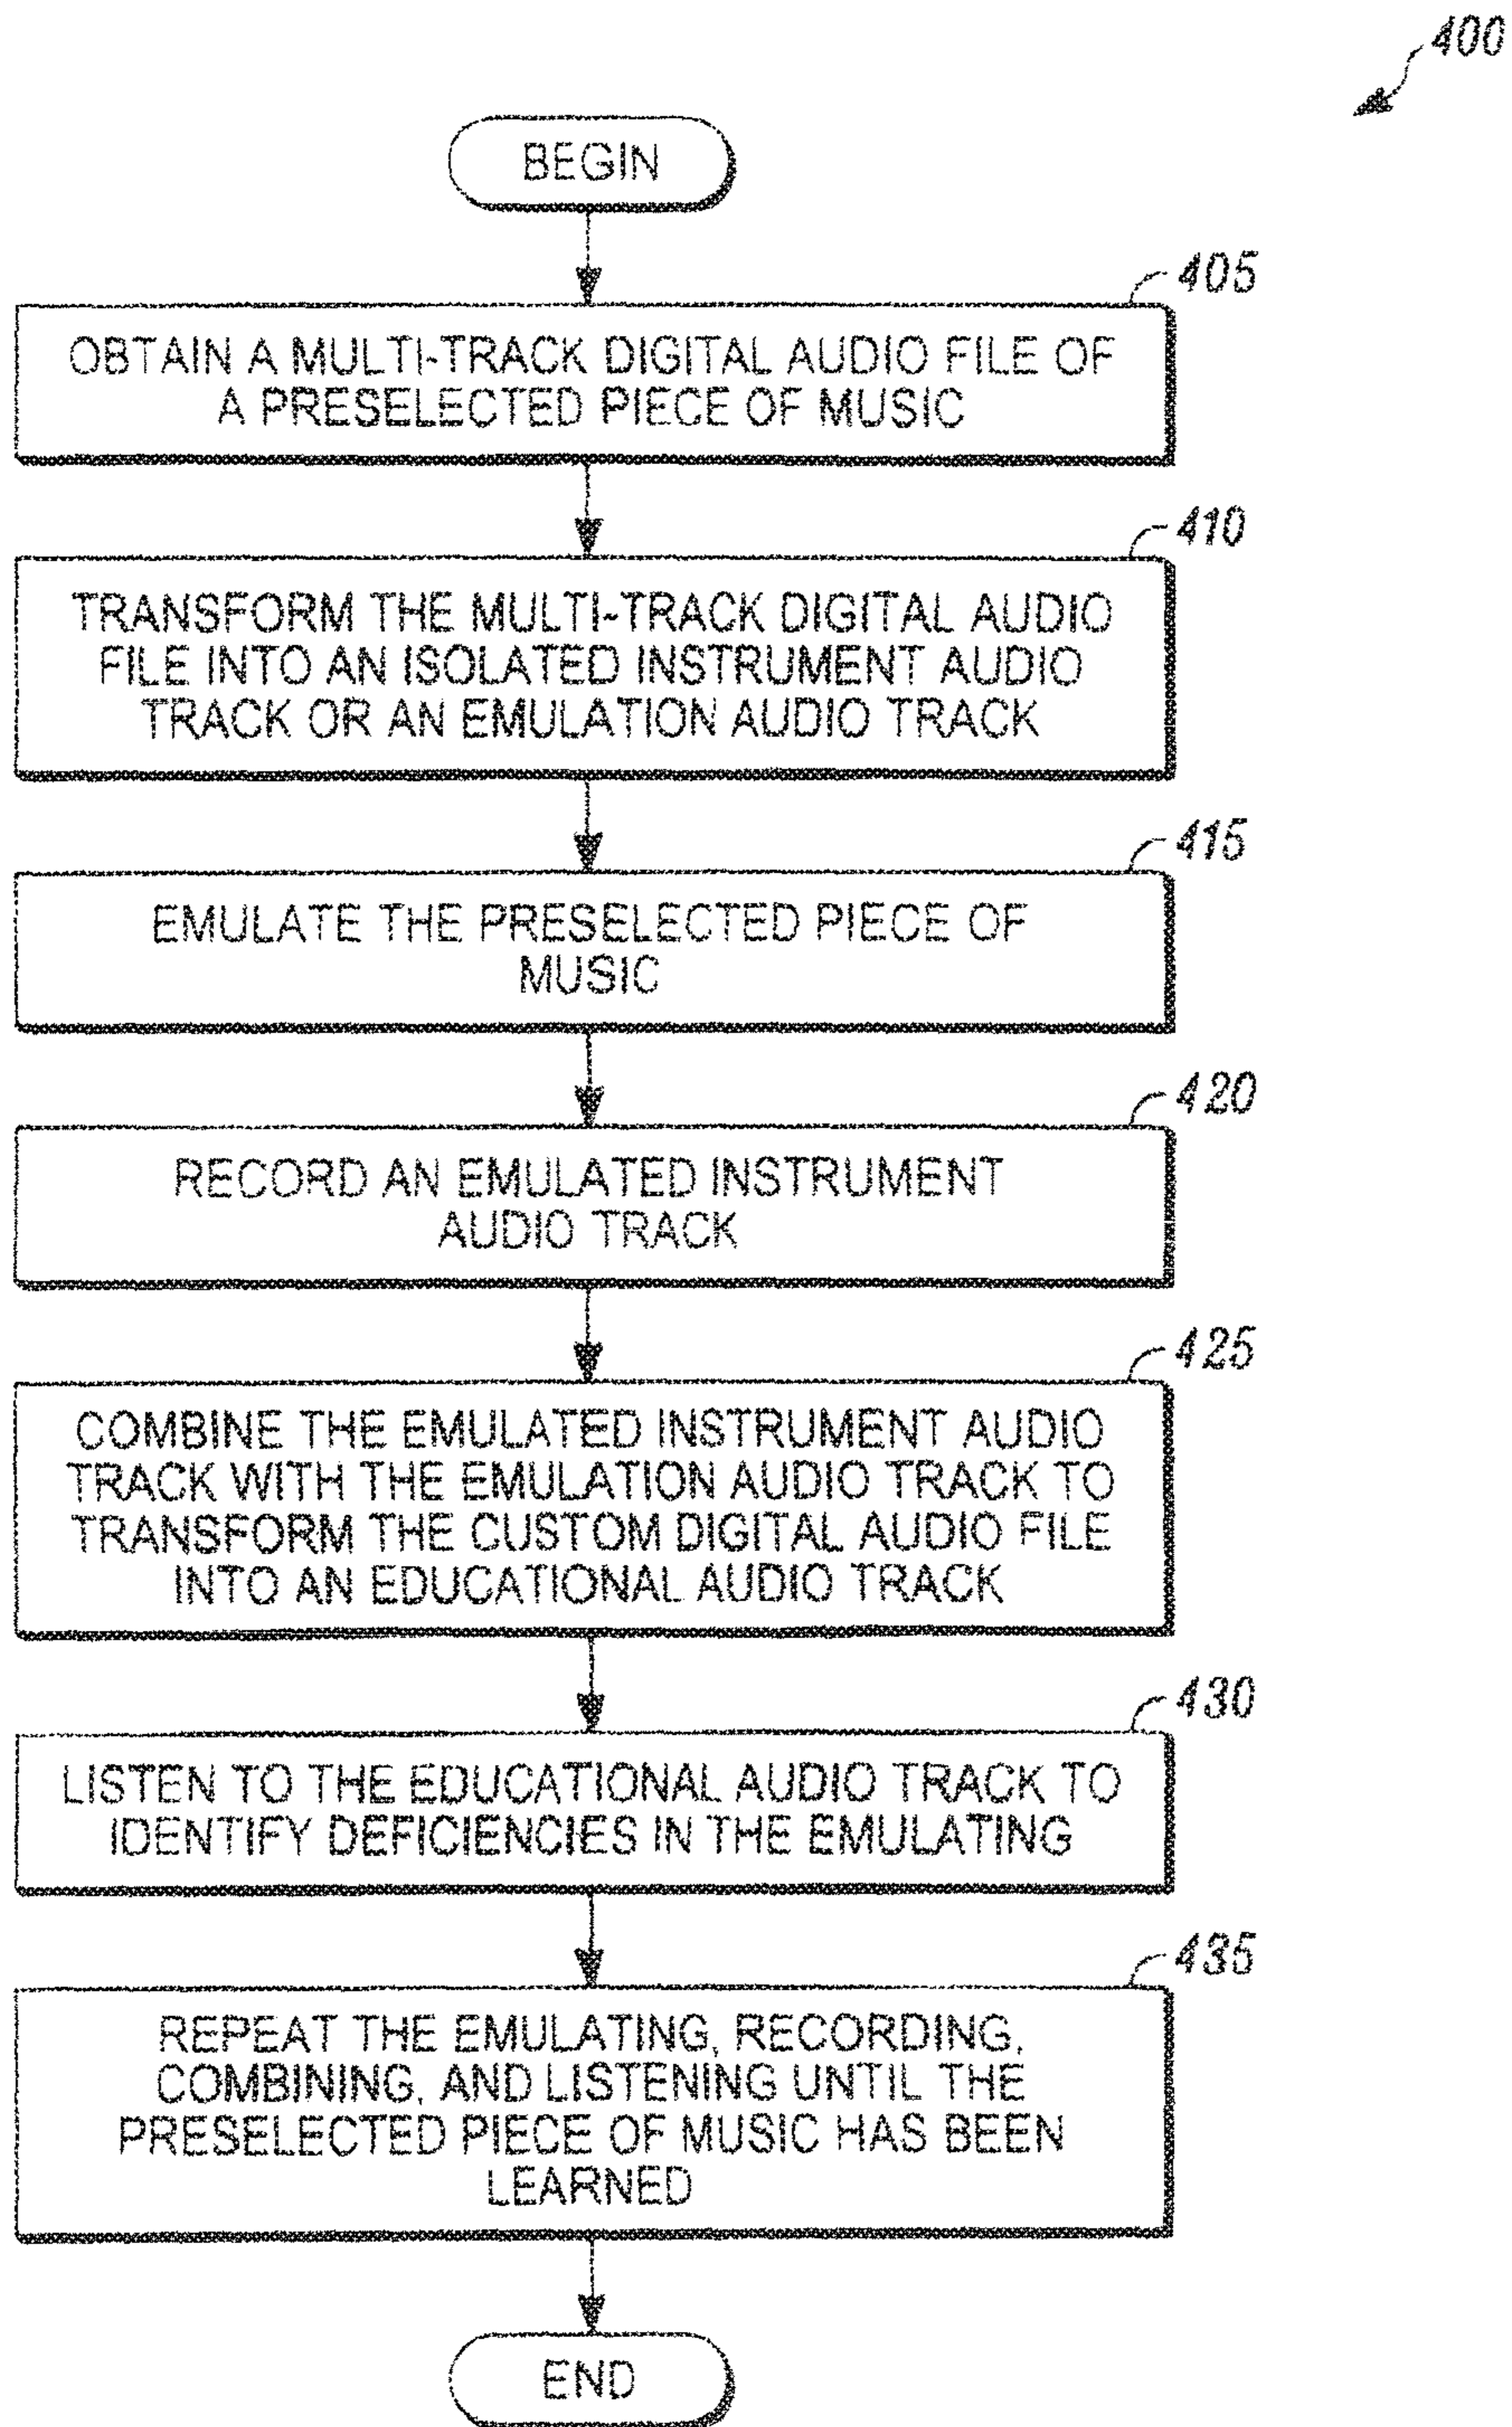 400
BEGIN
405
OBTAIN A MULTI-TRACK DIGITAL AUDIO FILE OF
A PRESELECTED PIECE OF MUSIC
410
TRANSFORM THE MULTI-TRACK DIGITAL AUDIO
FILE INTO AN ISOLATED INSTRUMENT AUDIO
TRACK OR AN EMULATION AUDIO TRACK
415
EMULATE THE PRESELECTED PIECE OF
MUSIC
420
RECORD AN EMULATED INSTRUMENT
AUDIO TRACK
425
COMBINE THE EMULATED INSTRUMENT AUDIO
TRACK WITH THE EMULATION AUDIO TRACK TO
TRANSFORM THE CUSTOM DIGITAL AUDIO FILE
INTO AN EDUCATIONAL AUDIO TRACK
430
LISTEN TO THE EDUCATIONAL AUDIO TRACK TO
IDENTIFY DEFICIENCIES IN THE EMULATING
435
REPEAT THE EMULATING, RECORDING,
COMBINING, AND LISTENING UNTIL THE
PRESELECTED PIECE OF MUSIC HAS BEEN
LEARNED
END